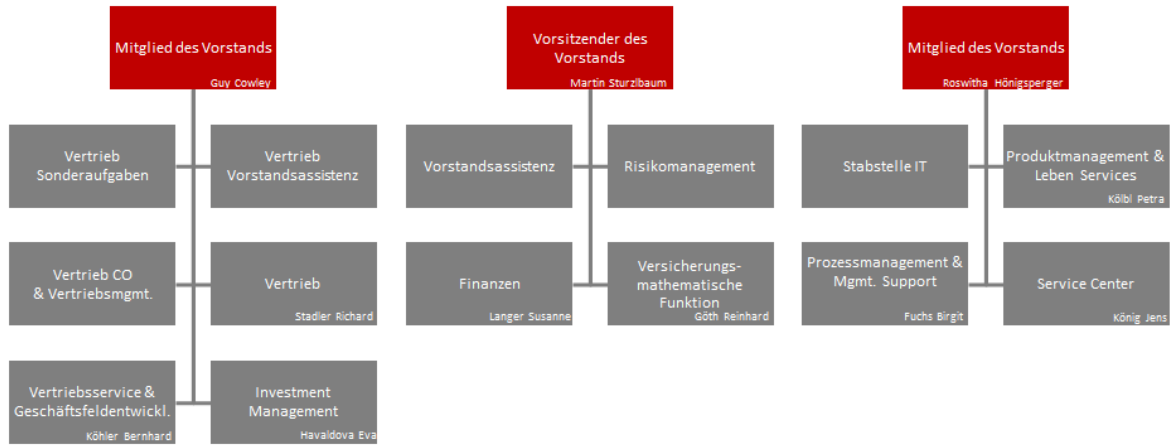 Mitglied des Vorstands
Guy Cowley
Vertrieb
Sonderaufgaben
Vertrieb
Vorstandsassistenz
Vertrieb CO
& Vertriebsmgmt.
Vertrieb
Stadler Richard
Vertriebsservice &
Geschäftsfeldentwickl.
Köhler Bernhard
Investment
Management
Havaldova Eva
Vorsitzender des
Vorstands
Martin Sturzlbaum
Vorstandsassistenz
Risikomanagement
Finanzen
Langer Susanne
Versicherungs-
mathematische
Funktion
Göth Reinhard
Mitglied des Vorstands
Roswitha Hönigsperger
Stabstelle IT
Produktmanagement &
Leben Services
Kölbl Petra
Prozessmanagement &
Mgmt. Support
Fuchs Birgit
Service Center
König Jens